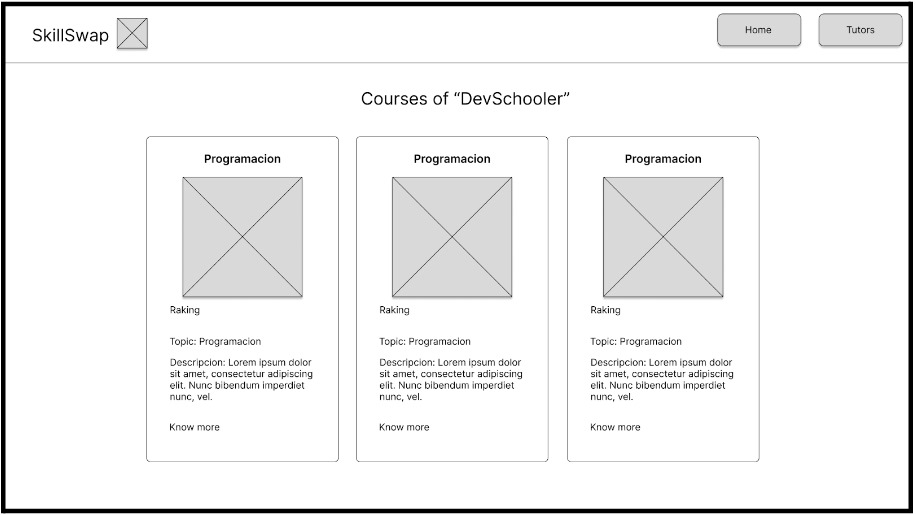 SkillSwap
Home
Tutors
Courses of “DevSchooler”
Programacion
Raking
Topic: Programacion
Descripcion: Lorem ipsum dolor
sit amet, consectetur adipiscing
elit. Nunc bibendum imperdiet
nunc, vel.
Know more
Programacion
Raking
Topic: Programacion
Descripcion: Lorem ipsum dolor
sit amet, consectetur adipiscing
elit. Nunc bibendum imperdiet
nunc, vel.
Know more
Programacion
Raking
Topic: Programacion
Descripcion: Lorem ipsum dolor
sit amet, consectetur adipiscing
elit. Nunc bibendum imperdiet
nunc, vel.
Know more